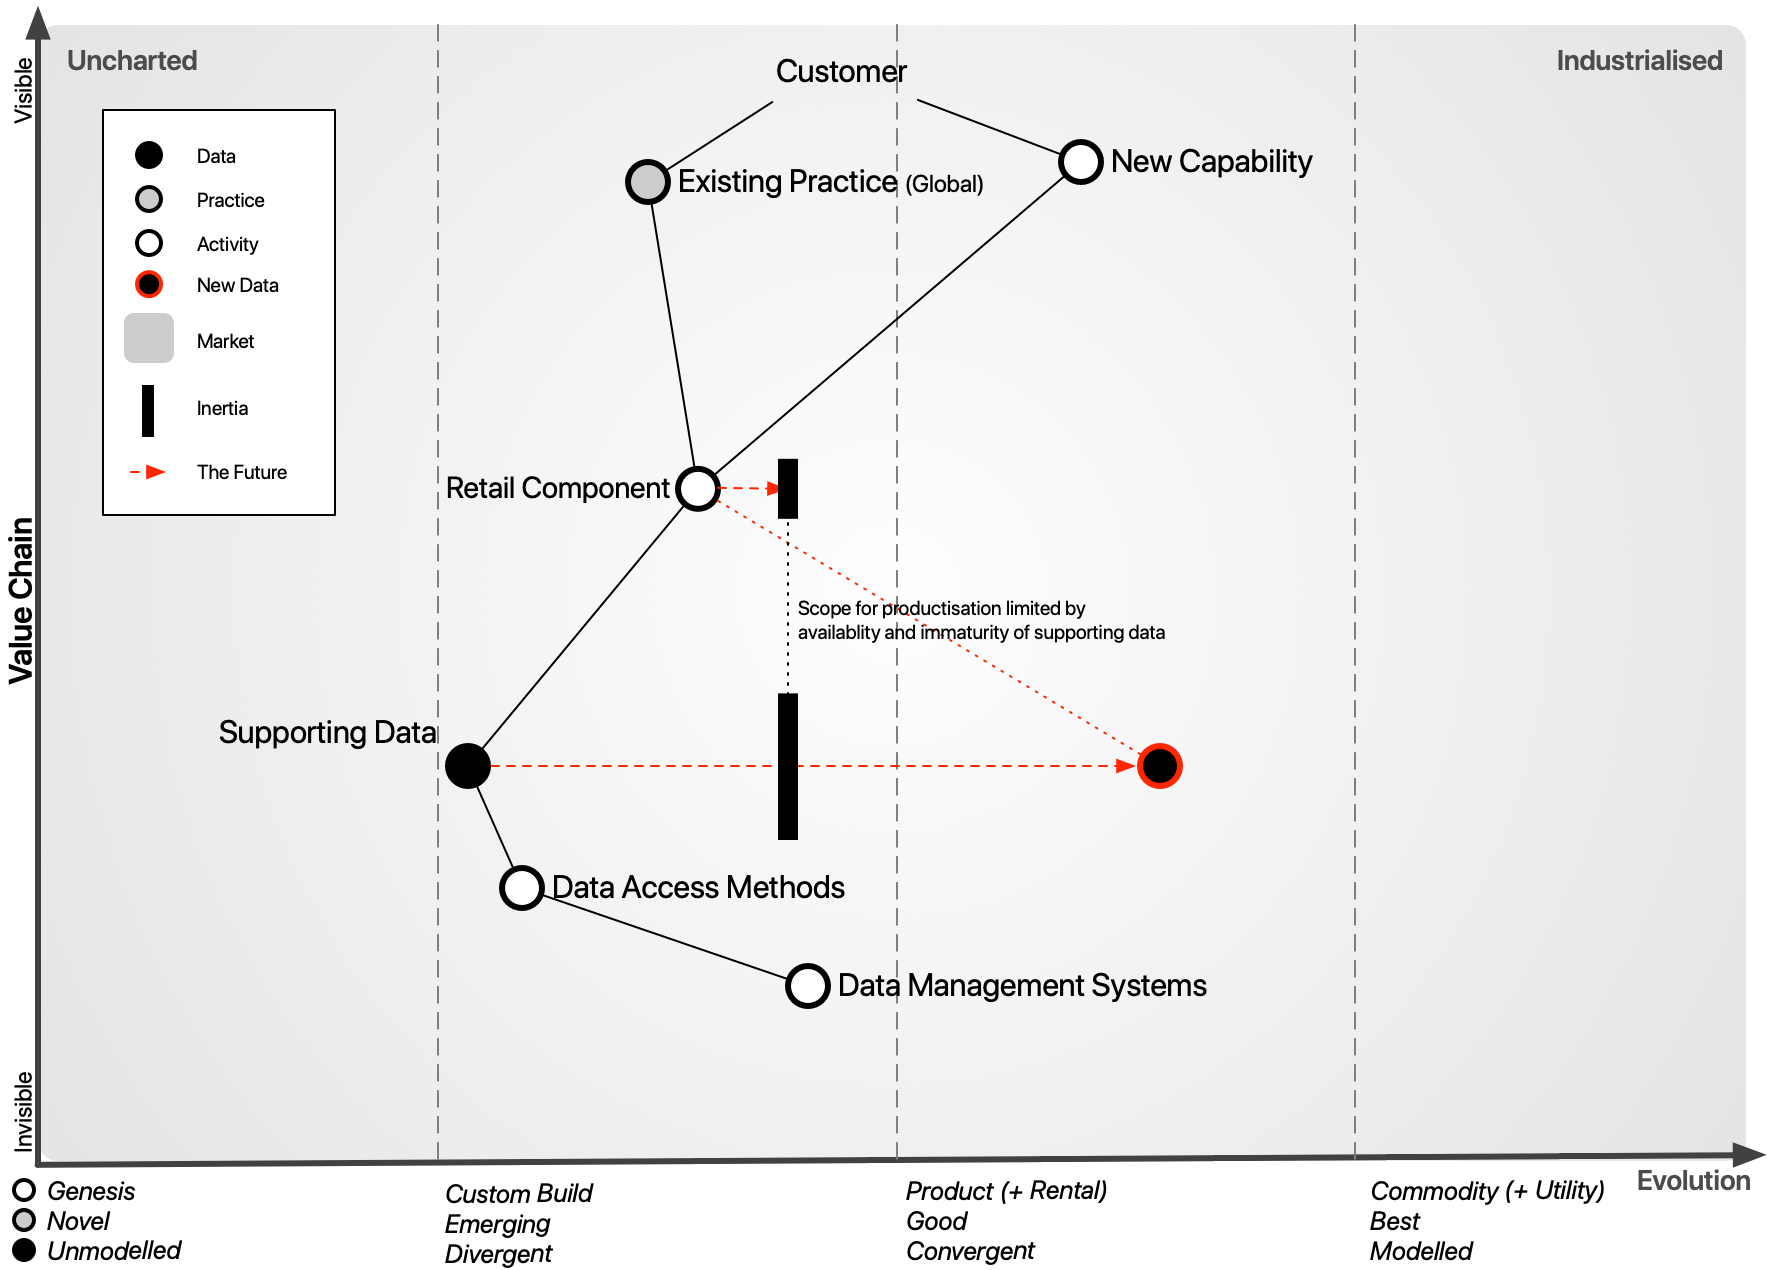 Uncharted
Industrialised
Visible
Customer
Data
Practice
Activity
New Data
Market
Inertia
The Future
Existing Practice (Global)
New Capability
Retail Component
Value Chain
Scope for productisation limited by
availablity and immaturity of supporting data
Supporting Data
Data Access Methods
Data Management Systems
Invisible
Evolution
Genesis
Novel
Unmodelled
Custom Build
Emerging
Divergent
Product (+ Rental)
Good
Convergent
Commodity (+ Utility)
Best
Modelled